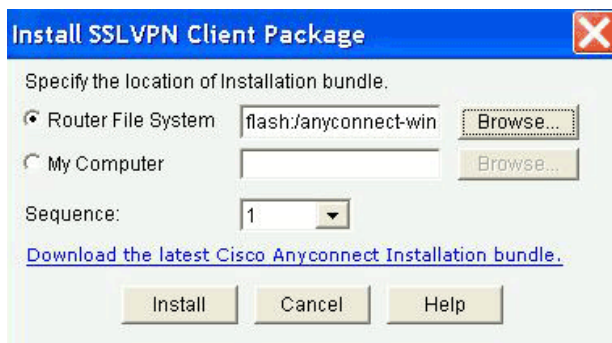 Install SSLVPN Client Package
Specify the location of Installation bundle.
Router File System flash:/anyconnect-win Browse...
My Computer Browse...
Sequence: 1
Download the latest Cisco Anyconnect Installation bundle.
Install Cancel Help